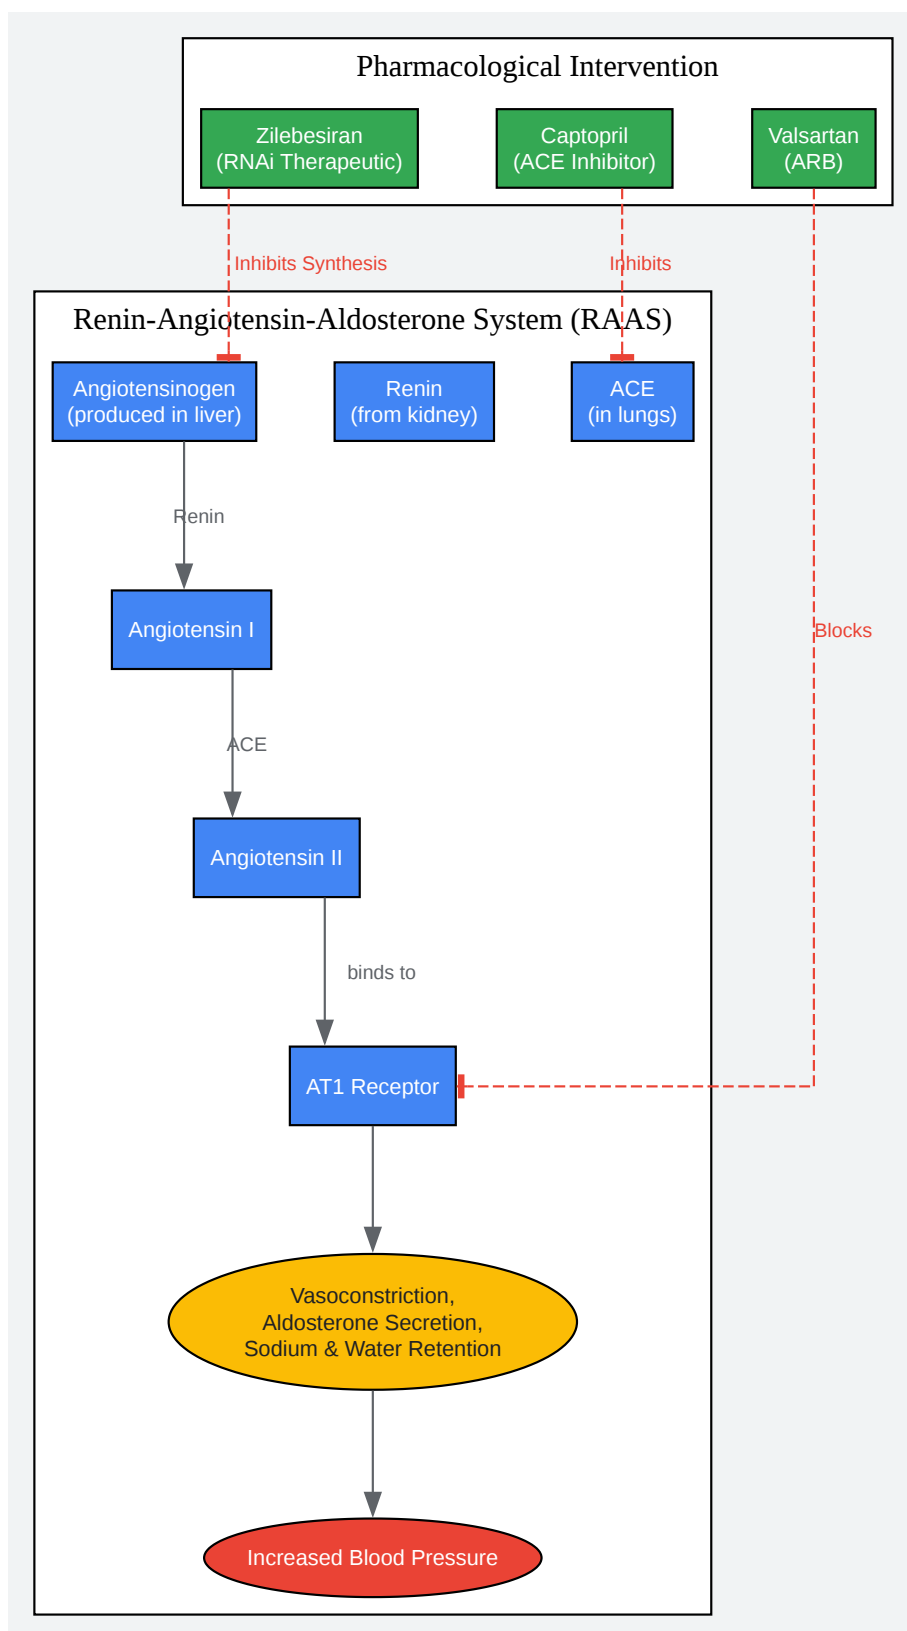 Pharmacological Intervention
Zilebesiran
(RNAi Therapeutic)
Captopril
(ACE Inhibitor)
Valsartan
(ARB)
Inhibits Synthesis
Inhibits
Renin-Angiotensin-Aldosterone System (RAAS)
Angiotensinogen
(produced in liver)
Renin
(from kidney)
ACE
(in lungs)
Renin
Angiotensin I
Blocks
ACE
Angiotensin II
binds to
AT1 Receptor
Vasoconstriction,
Aldosterone Secretion,
Sodium & Water Retention
Increased Blood Pressure